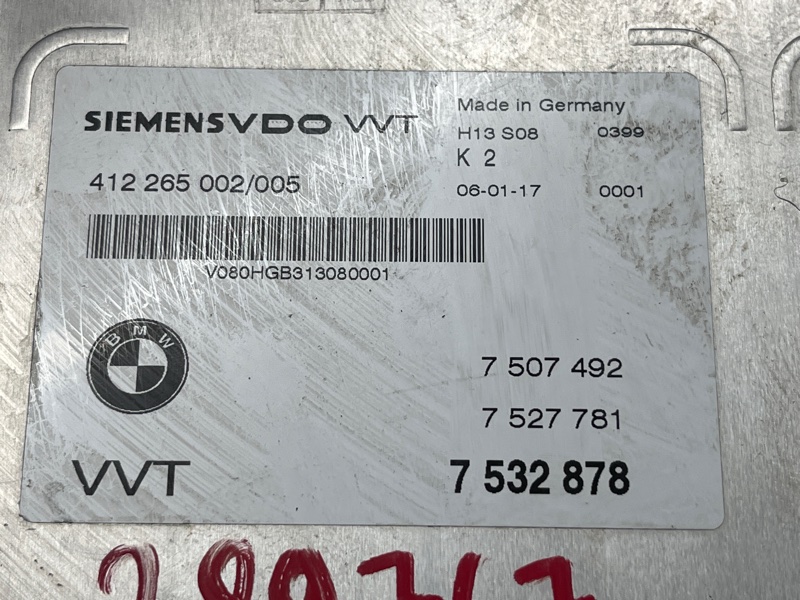 SIEMENSVDO VVT
Made in Germany
H13 S08 0399
K 2
412 265 002/005
06-01-17 0001
V080HGB313080001
BMW
7 507 492
7 527 781
VVT 7 532 878